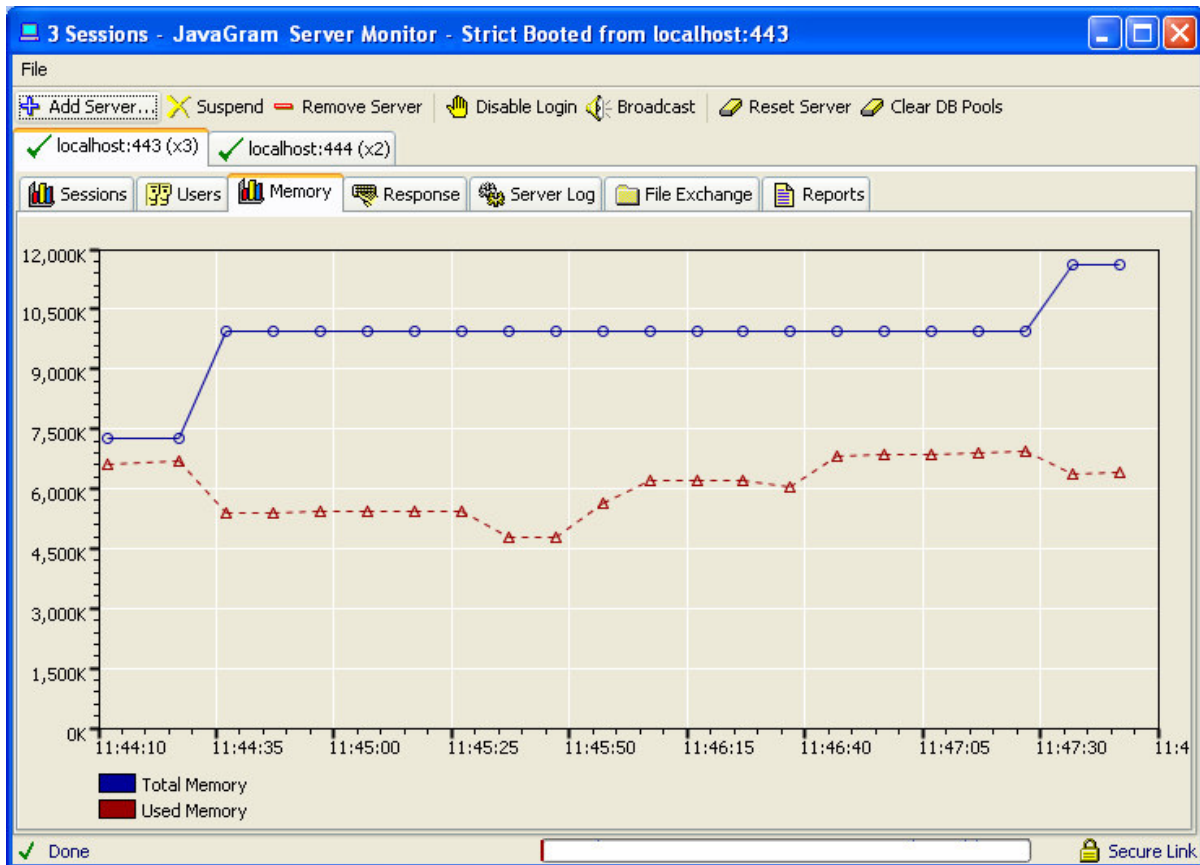 3 Sessions - JavaGram Server Monitor - Strict Booted from localhost:443
File
Add Server... Suspend Remove Server Disable Login Broadcast Reset Server Clear DB Pools
localhost:443 (x3) localhost:444 (x2)
Sessions Users Memory Response Server Log File Exchange Reports
12,000K
10,500K
9,000K
7,500K
6,000K
4,500K
3,000K
1,500K
0K
11:44:10 11:44:35 11:45:00 11:45:25 11:45:50 11:46:15 11:46:40 11:47:05 11:47:30 11:4
Total Memory
Used Memory
Done Secure Link